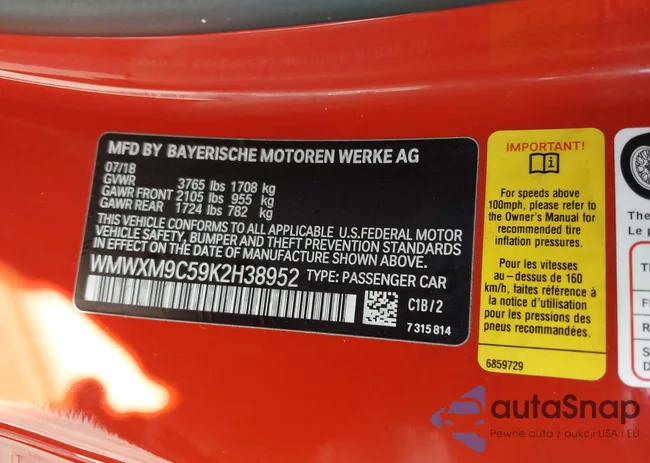 MFD BY BAYERISCHE MOTOREN WERKE AG
07/18
GVWR 3765 lbs 1708 kg
GAWR FRONT 2105 lbs 955 kg
GAWR REAR 1724 lbs 782 kg
THIS VEHICLE CONFORMS TO ALL APPLICABLE U.S.FEDERAL MOTOR
VEHICLE SAFETY, BUMPER AND THEFT PREVENTION STANDARDS
IN EFFECT ON THE DATE OF MANUFACTURE SHOWN ABOVE.
WMWXM9C59K2H38952 TYPE: PASSENGER CAR
C1B/2
7 315 814
IMPORTANT!
i
For speeds above
100mph, please refer to
the Owner's Manual for
recommended tire
inflation pressures.
Pour les vitesses
au-dessus de 160
km/h, faites référence à
la notice d'utilisation
pour les pressions de
pneus recommandées.
6859729
The
Le p
autaSnap
Pewne auta z aukcji USA i EU